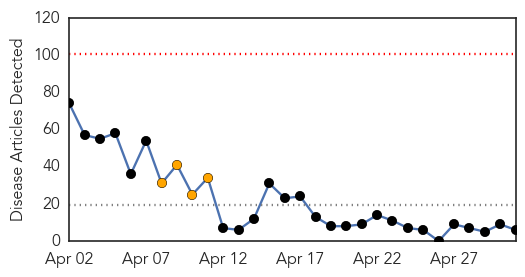 120
100
80
60
40
20
0
Disease Articles Detected
Apr 02
Apr 07
Apr 12
Apr 17
Apr 22
Apr 27